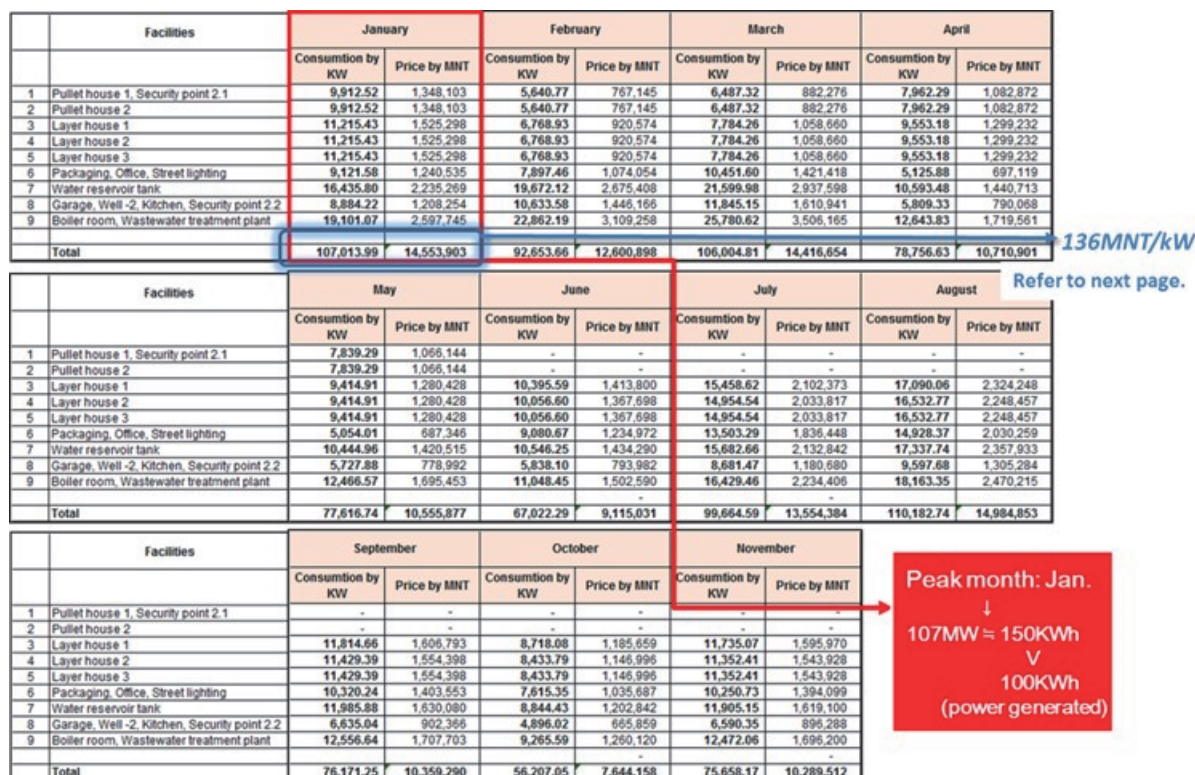 Facilities January February March April
Consumtion by KW Price by MNT Consumtion by KW Price by MNT Consumtion by KW Price by MNT Consumtion by KW Price by MNT
1 Pullet house 1, Security point 2.1 9,912.52 1,348,103 5,640.77 767,145 6,487.32 882,276 7,962.29 1,082,872
2 Pullet house 2 9,912.52 1,348,103 5,640.77 767,145 6,487.32 882,276 7,962.29 1,082,872
3 Layer house 1 11,215.43 1,525,298 6,768.93 920,574 7,784.26 1,058,660 9,553.18 1,299,232
4 Layer house 2 11,215.43 1,525,298 6,768.93 920,574 7,784.26 1,058,660 9,553.18 1,299,232
5 Layer house 3 11,215.43 1,525,298 6,768.93 920,574 7,784.26 1,058,660 9,553.18 1,299,232
6 Packaging, Office, Street lighting 9,121.58 1,240,535 7,897.46 1,074,054 10,451.60 1,421,418 5,125.88 697,119
7 Water reservoir tank 16,435.80 2,235,269 19,672.12 2,675,408 21,599.98 2,937,598 10,593.48 1,440,713
8 Garage, Well -2, Kitchen, Security point 2.2 8,884.22 1,208,254 10,633.58 1,446,166 11,845.15 1,610,941 5,809.33 790,068
9 Boiler room, Wastewater treatment plant 19,101.07 2,597,745 22,862.19 3,109,258 25,780.62 3,506,165 12,643.83 1,719,561
Total 107,013.99 14,553,903 92,653.66 12,600,898 106,004.81 14,416,654 78,756.63 10,710,901
136MNT/kW
Refer to next page.
Facilities May June July August
Consumtion by KW Price by MNT Consumtion by KW Price by MNT Consumtion by KW Price by MNT Consumtion by KW Price by MNT
1 Pullet house 1, Security point 2.1 7,839.29 1,066,144 - - - - - -
2 Pullet house 2 7,839.29 1,066,144 - - - - - -
3 Layer house 1 9,414.91 1,280,428 10,395.59 1,413,800 15,458.62 2,102,373 17,090.06 2,324,248
4 Layer house 2 9,414.91 1,280,428 10,056.60 1,367,698 14,954.54 2,033,817 16,532.77 2,248,457
5 Layer house 3 9,414.91 1,280,428 10,056.60 1,367,698 14,954.54 2,033,817 16,532.77 2,248,457
6 Packaging, Office, Street lighting 5,054.01 687,346 9,080.67 1,234,972 13,503.29 1,836,448 14,928.37 2,030,259
7 Water reservoir tank 10,444.96 1,420,515 10,546.25 1,434,290 15,682.66 2,132,842 17,337.74 2,357,933
8 Garage, Well -2, Kitchen, Security point 2.2 5,727.88 778,992 5,838.10 793,982 8,681.47 1,180,680 9,597.68 1,305,284
9 Boiler room, Wastewater treatment plant 12,466.57 1,695,453 11,048.45 1,502,590 16,429.46 2,234,406 18,163.35 2,470,215
- -
Total 77,616.74 10,555,877 67,022.29 9,115,031 99,664.59 13,554,384 110,182.74 14,984,853
Facilities September October November
Consumtion by KW Price by MNT Consumtion by KW Price by MNT Consumtion by KW Price by MNT
1 Pullet house 1, Security point 2.1 - - - - - -
2 Pullet house 2 - - - - - -
3 Layer house 1 11,814.66 1,606,793 8,718.08 1,185,659 11,735.07 1,595,970
4 Layer house 2 11,429.39 1,554,398 8,433.79 1,146,996 11,352.41 1,543,928
5 Layer house 3 11,429.39 1,554,398 8,433.79 1,146,996 11,352.41 1,543,928
6 Packaging, Office, Street lighting 10,320.24 1,403,553 7,615.35 1,035,687 10,250.73 1,394,099
7 Water reservoir tank 11,985.88 1,630,080 8,844.43 1,202,842 11,905.15 1,619,100
8 Garage, Well -2, Kitchen, Security point 2.2 6,635.04 902,366 4,896.02 665,859 6,590.35 896,288
9 Boiler room, Wastewater treatment plant 12,556.64 1,707,703 9,265.59 1,260,120 12,472.06 1,696,200
- -
Total 76,171.25 10,359,290 56,207.05 7,644,158 75,658.17 10,289,512
Peak month: Jan.
↓
107MW ≒ 150KWh
V
100KWh
(power generated)